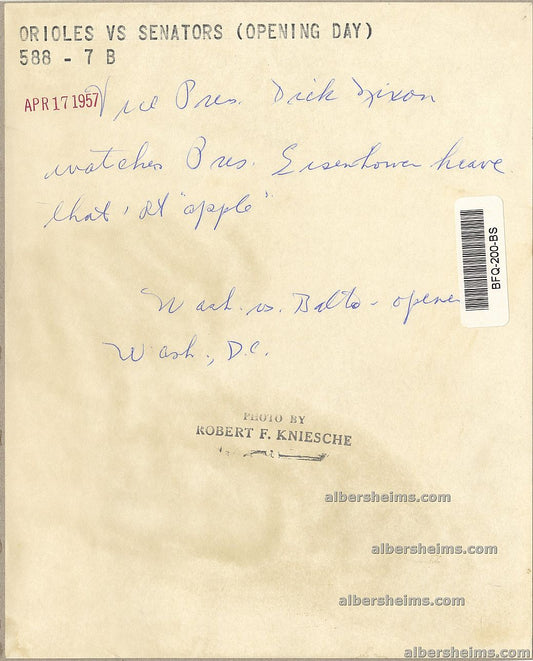 ORIOLES VS SENATORS (OPENING DAY)
588 - 7 B
APR 17 1957
Vice Pres. Dick Nixon
watches Pres. Eisenhower heave
that "apple"
BFQ-200-BS
Wash. vs. Balto - opener
Wash., D.C.
PHOTO BY
ROBERT F. KNIESCHE
albersheims.com
albersheims.com
albersheims.com
albersheims.com